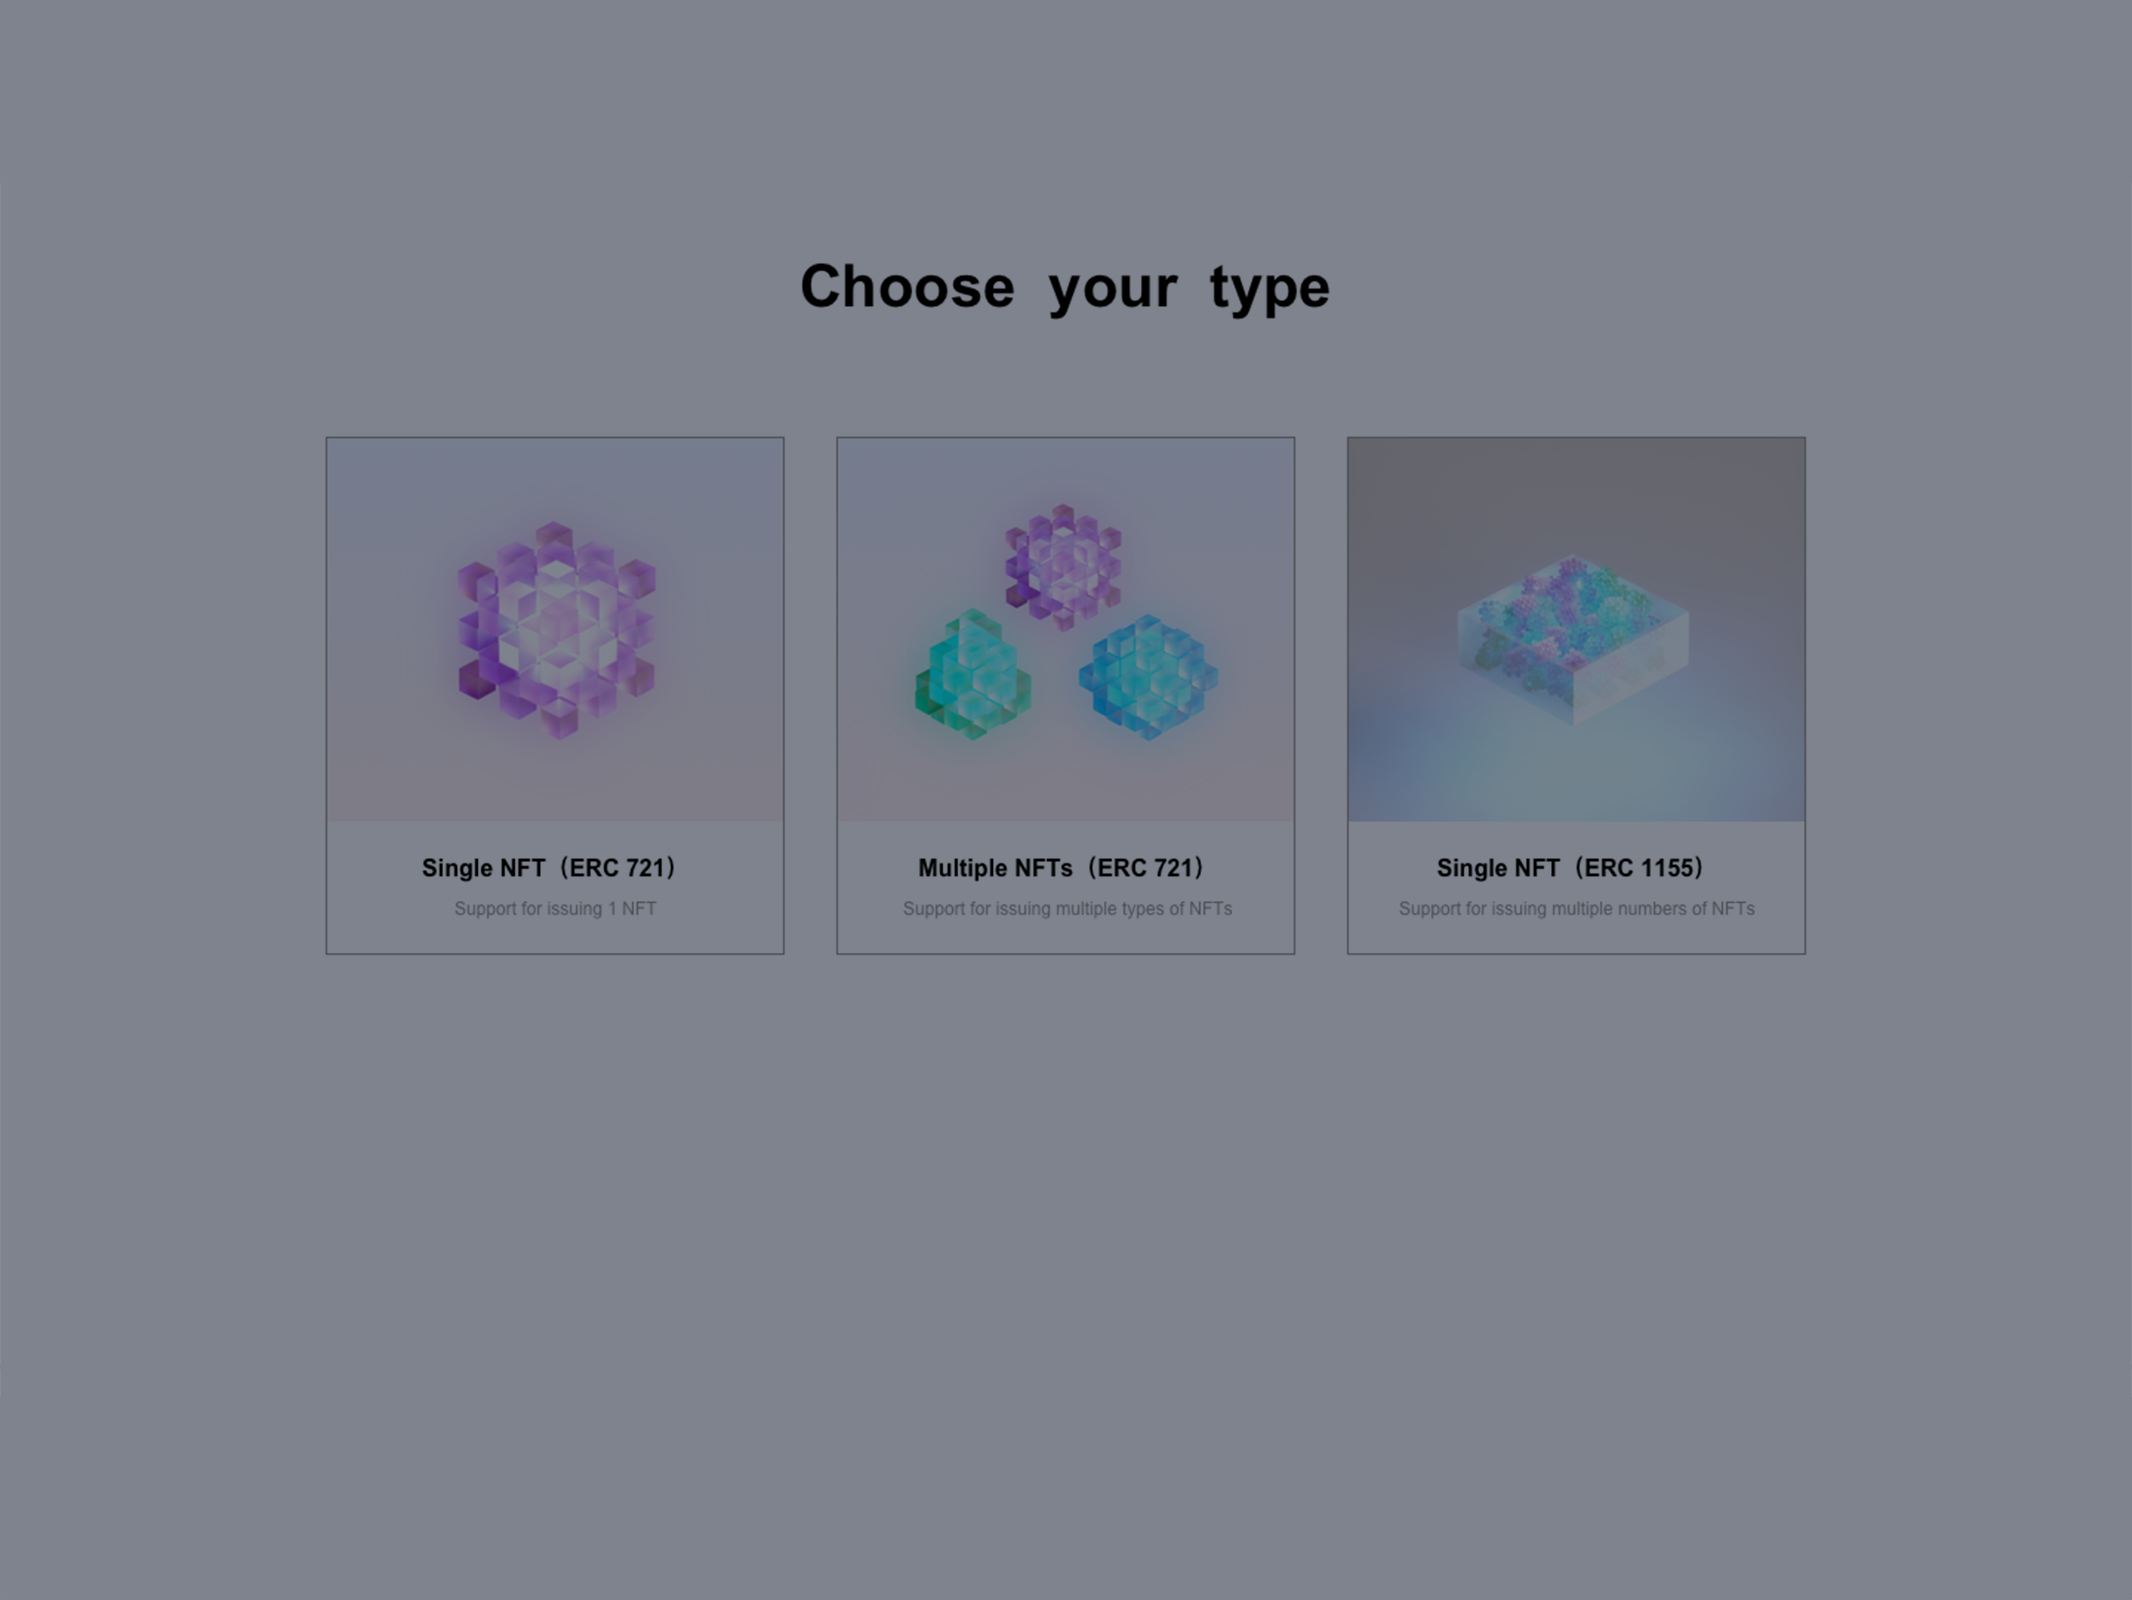 Choose your type
Single NFT（ERC 721）
Support for issuing 1 NFT
Multiple NFTs（ERC 721）
Support for issuing multiple types of NFTs
Single NFT（ERC 1155）
Support for issuing multiple numbers of NFTs